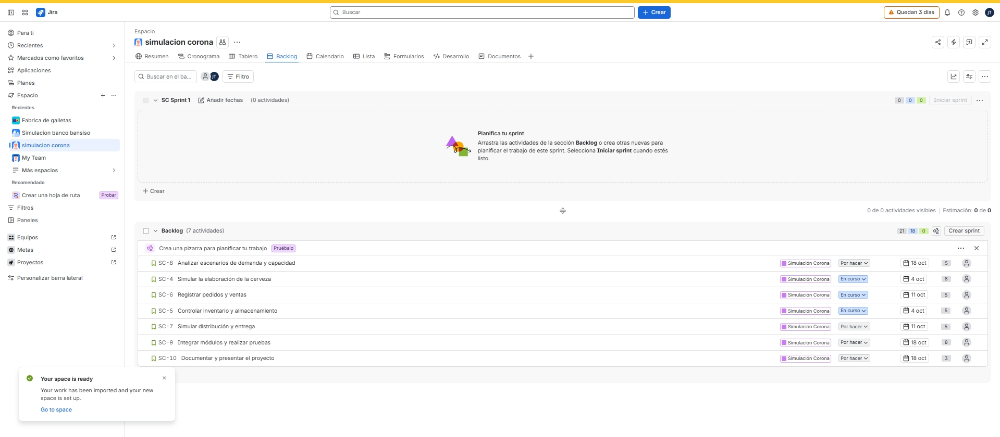 Jira
Buscar
Crear
Quedan 3 días
JT
Para ti
Recientes
Marcados como favoritos
Aplicaciones
Planes
Espacio
Recientes
Fabrica de galletas
Simulacion banco bansiso
simulacion corona
My Team
Más espacios
Recomendado
Crear una hoja de ruta Probar
Filtros
Paneles
Equipos
Metas
Proyectos
Personalizar barra lateral
Espacio
simulacion corona
Resumen Cronograma Tablero Backlog Calendario Lista Formularios Desarrollo Documentos
Buscar en el ba... JT Filtro
SC Sprint 1 Añadir fechas (0 actividades) 0 0 0 Iniciar sprint
Planifica tu sprint
Arrastra las actividades de la sección Backlog o crea otras nuevas para
planificar el trabajo de este sprint. Selecciona Iniciar sprint cuando estés
listo.
Crear
0 de 0 actividades visibles Estimación: 0 de 0
Backlog (7 actividades) 21 18 0 Crear sprint
Crea una pizarra para planificar tu trabajo Pruébalo
SC-8 Analizar escenarios de demanda y capacidad Simulación Corona Por hacer 18 oct 5
SC-4 Simular la elaboración de la cerveza Simulación Corona En curso 4 oct 8
SC-6 Registrar pedidos y ventas Simulación Corona En curso 11 oct 5
SC-5 Controlar inventario y almacenamiento Simulación Corona En curso 4 oct 5
SC-7 Simular distribución y entrega Simulación Corona Por hacer 11 oct 5
SC-9 Integrar módulos y realizar pruebas Simulación Corona Por hacer 18 oct 8
SC-10 Documentar y presentar el proyecto Simulación Corona Por hacer 18 oct 3
Your space is ready
Your work has been imported and your new
space is set up.
Go to space